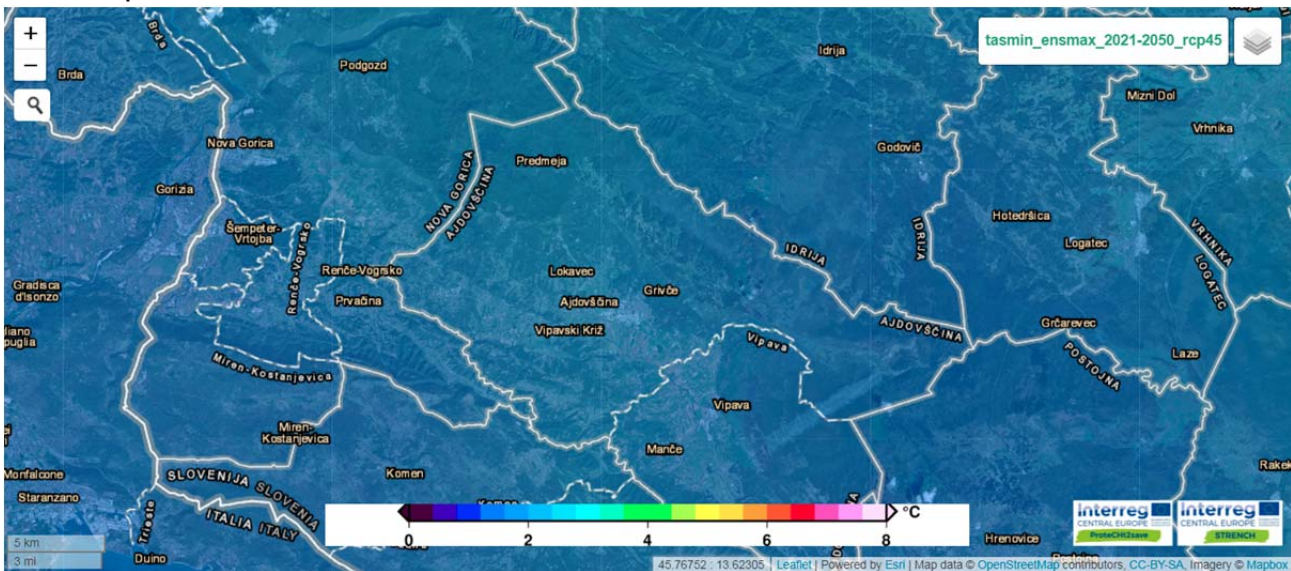 +
−
tasmin_ensmax_2021-2050_rcp45
Brda
Brda
Podgozd
Idrija
Mizni Dol
Vrhnika
Nova Gorica
Predmeja
Godovič
Gorizia
NOVA GORICA
AJDOVŠČINA
Šempeter-
Vrtojba
Renče-Vogrsko
Hotedršica
IDRIJA
IDRIJA
Logatec
VRHNIKA
LOGATEC
Renče-Vogrsko
Lokavec
Gradisca
d'Isonzo
Prvačina
Ajdovščina
Grivče
Vipavski Križ
AJDOVŠČINA
Grčarevec
Vipava
POSTOJNA
Laze
Miren-Kostanjevica
Vipava
Miren-
Kostanjevica
Manče
Komen
Monfalcone
Staranzano
SLOVENIJA SLOVENIA
ITALIA ITALY
Trieste
Duino
0 2 4 6 8
°C
Hrenovice
Interreg
CENTRAL EUROPE
ProteCHt2save
Interreg
CENTRAL EUROPE
STRENCH
5 km
3 mi
45.76752 : 13.62305 Leaflet | Powered by Esri | Map data © OpenStreetMap contributors, CC-BY-SA, Imagery © Mapbox